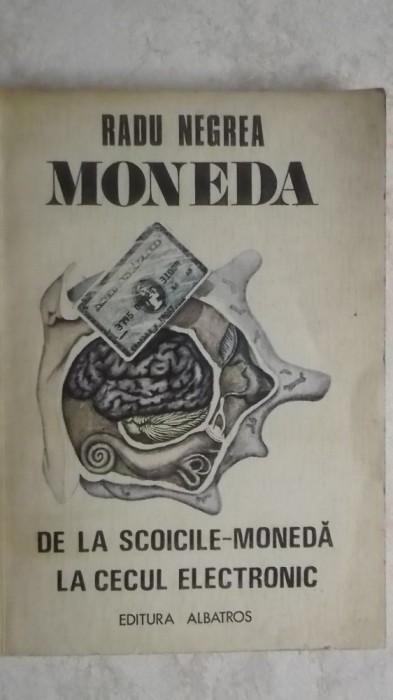 RADU NEGREA
MONEDA
DE LA SCOICILE-MONEDĂ
LA CECUL ELECTRONIC
EDITURA ALBATROS